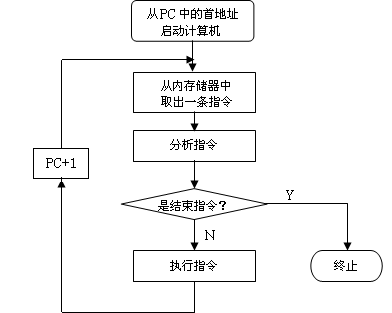 从PC中的首地址
启动计算机
从内存储器中
取出一条指令
分析指令
PC+1
是结束指令？
Y
N
执行指令
终止